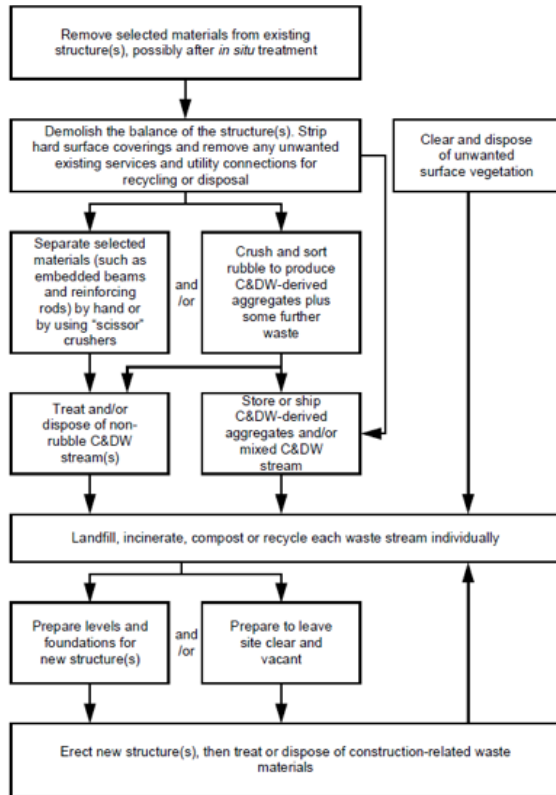 Remove selected materials from existing
structure(s), possibly after in situ treatment
Demolish the balance of the structure(s). Strip
hard surface coverings and remove any unwanted
existing services and utility connections for
recycling or disposal
Clear and dispose
of unwanted
surface vegetation
Separate selected
materials (such as
embedded beams
and reinforcing
rods) by hand or
by using "scissor"
crushers
and
/or
Crush and sort
rubble to produce
C&DW-derived
aggregates plus
some further
waste
Treat and/or
dispose of non-
rubble C&DW
stream(s)
Store or ship
C&DW-derived
aggregates and/or
mixed C&DW
stream
Landfill, incinerate, compost or recycle each waste stream individually
Prepare levels and
foundations for
new structure(s)
and
/or
Prepare to leave
site clear and
vacant
Erect new structure(s), then treat or dispose of construction-related waste
materials